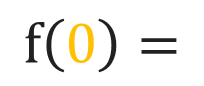 f(0) =